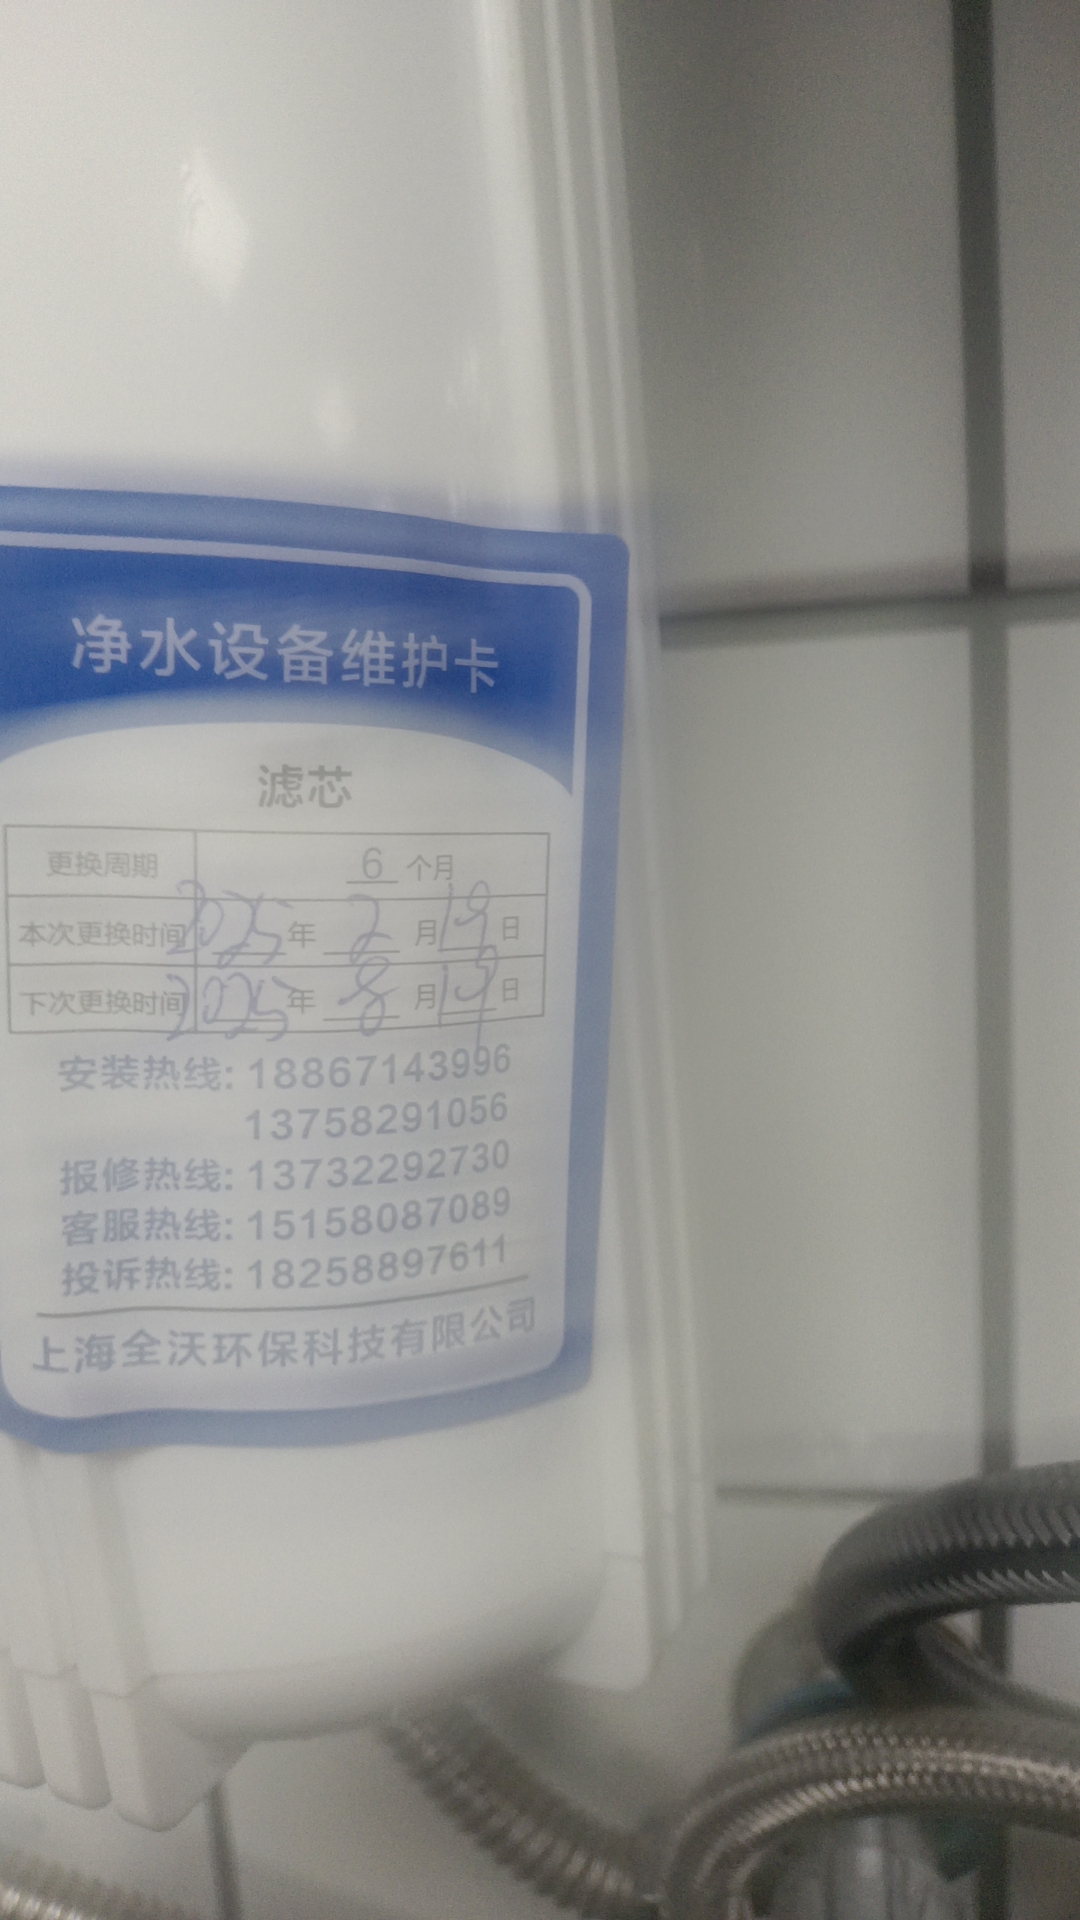 净水设备维护卡
滤芯
更换周期 6 个月
本次更换时间 2025 年 2 月 19 日
下次更换时间 2025 年 8 月 19 日
安装热线: 18867143996
13758291056
报修热线: 13732292730
客服热线: 15158087089
投诉热线: 18258897611
上海全沃环保科技有限公司